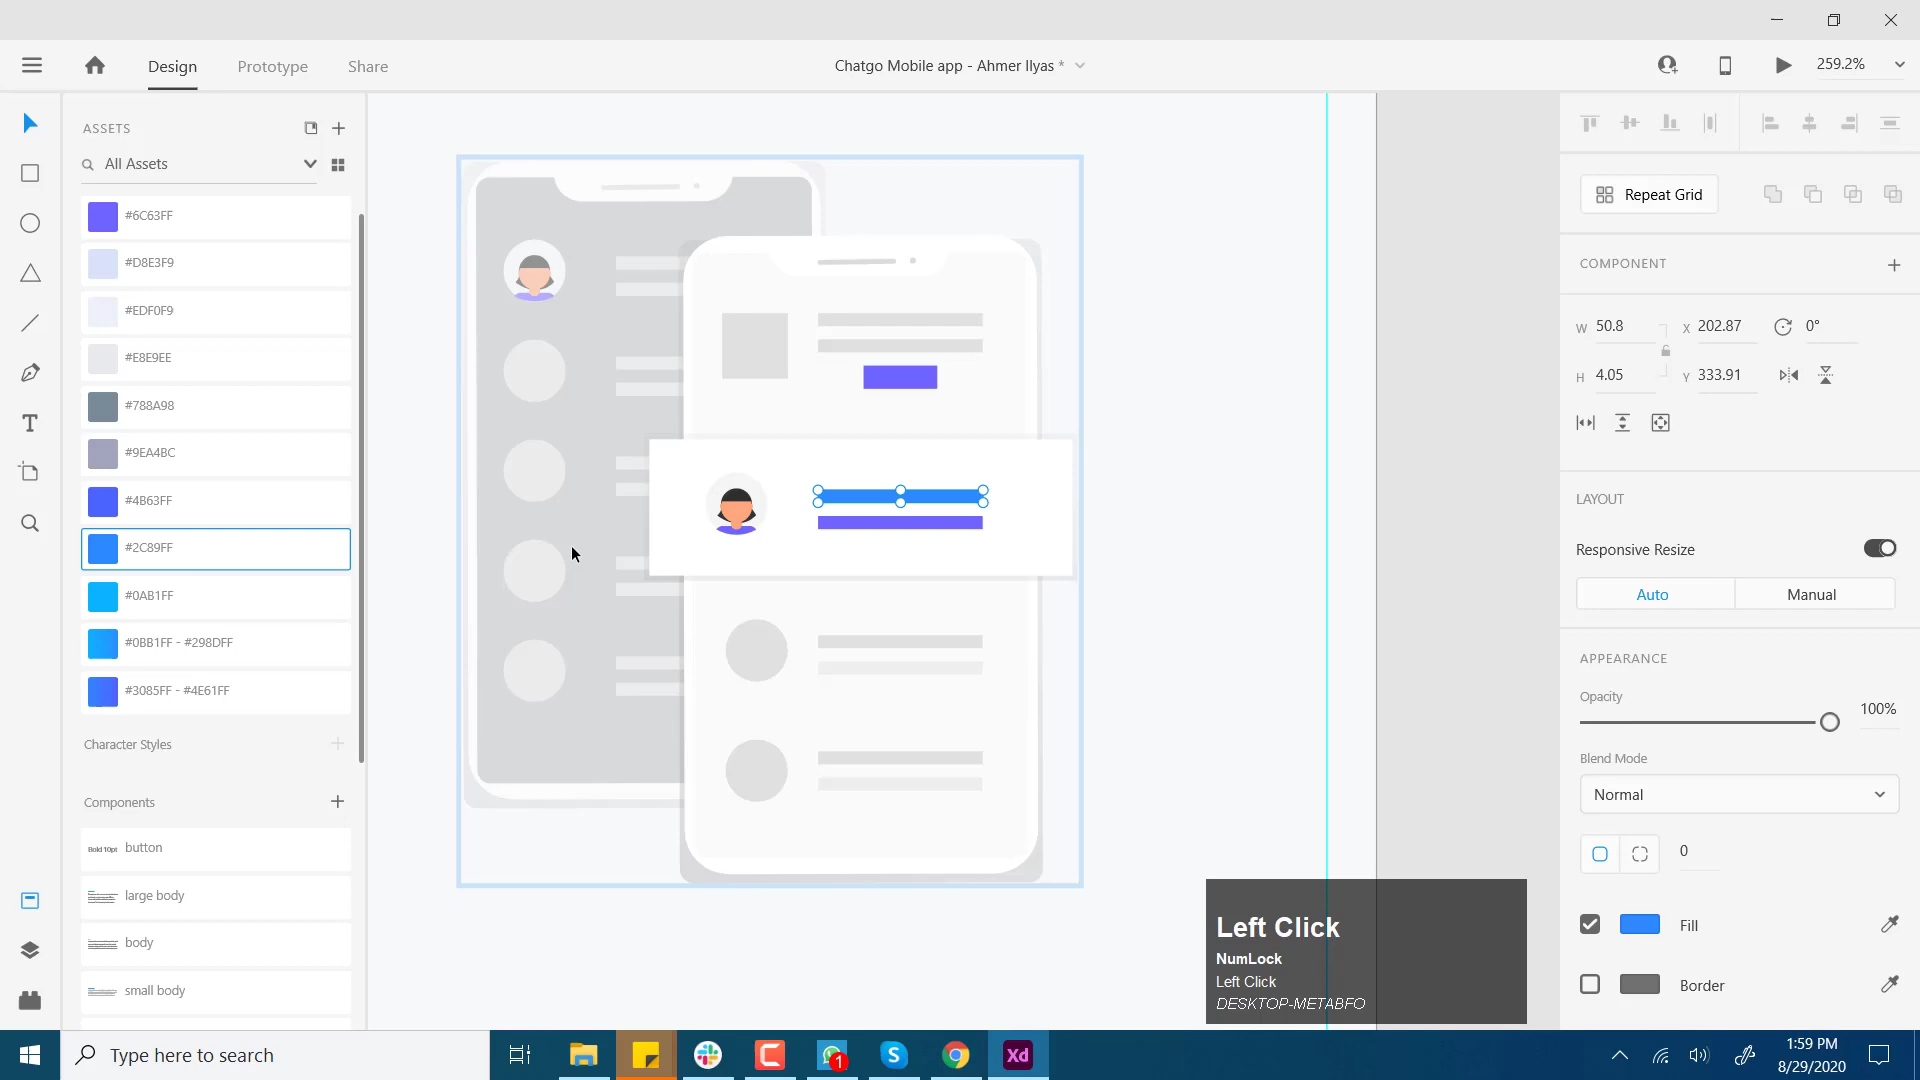 Chatgo Mobile app - Ahmer Ilyas *
Design
Prototype
Share
259.2%
ASSETS
All Assets
#6C63FF
#D8E3F9
#EDF0F9
#E8E9EE
#788A98
#9EA4BC
#4B63FF
#2C89FF
#0AB1FF
#0BB1FF - #298DFF
#3085FF - #4E61FF
Character Styles
Components
Bold 10pt button
large body
body
small body
Repeat Grid
COMPONENT
W 50.8
X 202.87
0°
H 4.05
Y 333.91
LAYOUT
Responsive Resize
Auto
Manual
APPEARANCE
Opacity
100%
Blend Mode
Normal
0
Fill
Border
Left Click
NumLock
Left Click
DESKTOP-METABFO
Type here to search
1
Xd
1:59 PM
8/29/2020